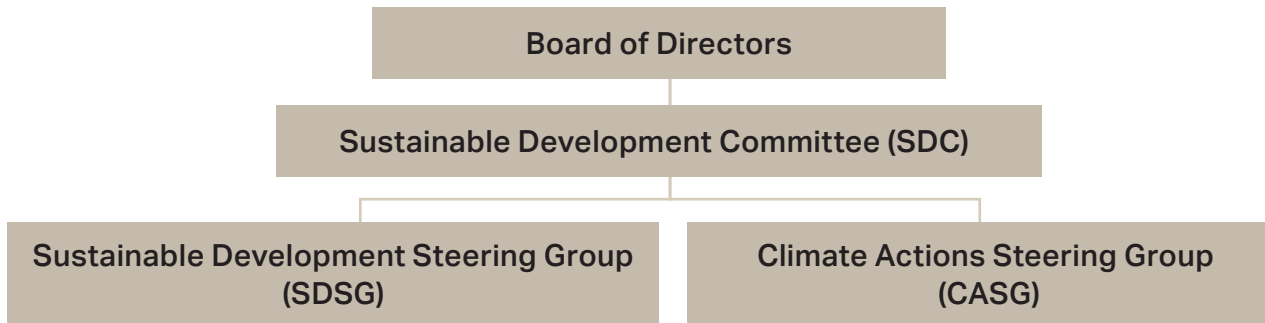 Board of Directors
Sustainable Development Committee (SDC)
Sustainable Development Steering Group
(SDSG)
Climate Actions Steering Group
(CASG)